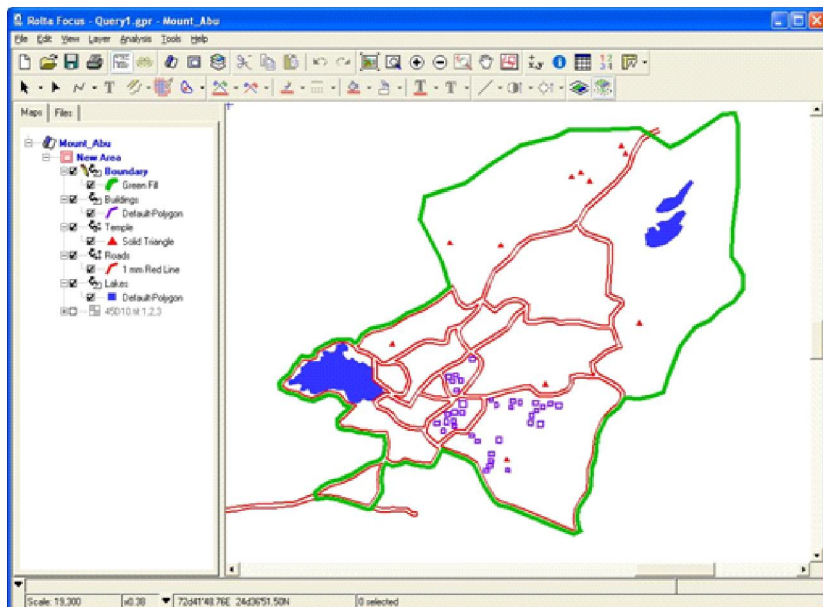 Rolta Focus - Query1.gpr - Mount_Abu
File Edit View Layer Analysis Tools Help
Maps Files
Mount_Abu
New Area
Boundary
Green Fill
Buildings
Default-Polygon
Temple
Solid Triangle
Roads
1 mm Red Line
Lakes
Default-Polygon
45D10.tif:1,2,3
Scale: 19,300 x0.38 72d41'48.76E 24d36'51.50N 0 selected